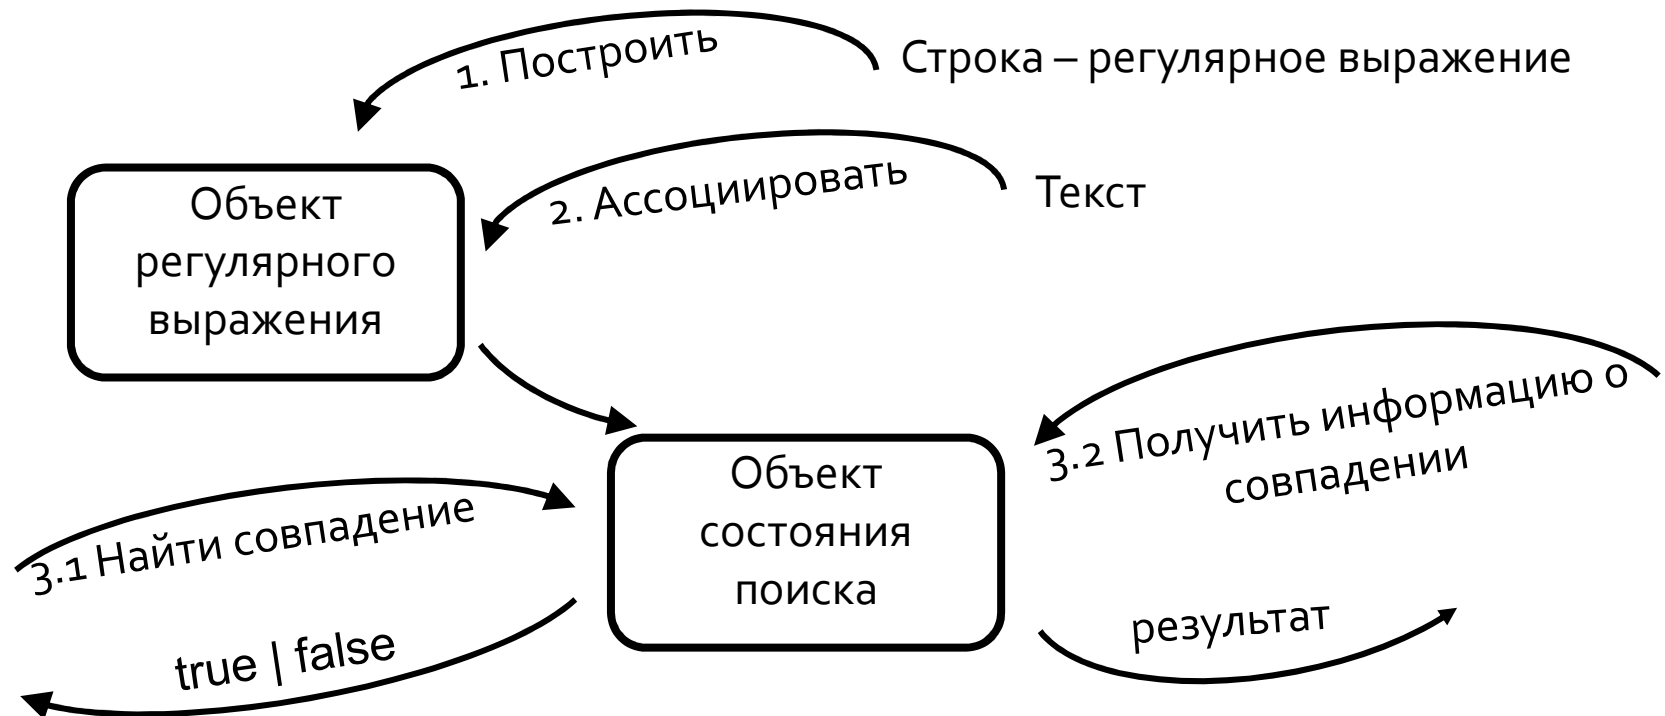 1. Построить
Строка – регулярное выражение
2. Ассоциировать
Текст
Объект
регулярного
выражения
3.2 Получить информацию о
совпадении
Объект
состояния
поиска
3.1 Найти совпадение
true | false
результат